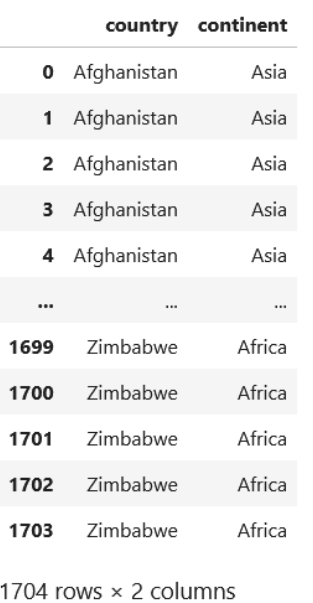 country continent
0 Afghanistan Asia
1 Afghanistan Asia
2 Afghanistan Asia
3 Afghanistan Asia
4 Afghanistan Asia
... ... ...
1699 Zimbabwe Africa
1700 Zimbabwe Africa
1701 Zimbabwe Africa
1702 Zimbabwe Africa
1703 Zimbabwe Africa
1704 rows × 2 columns